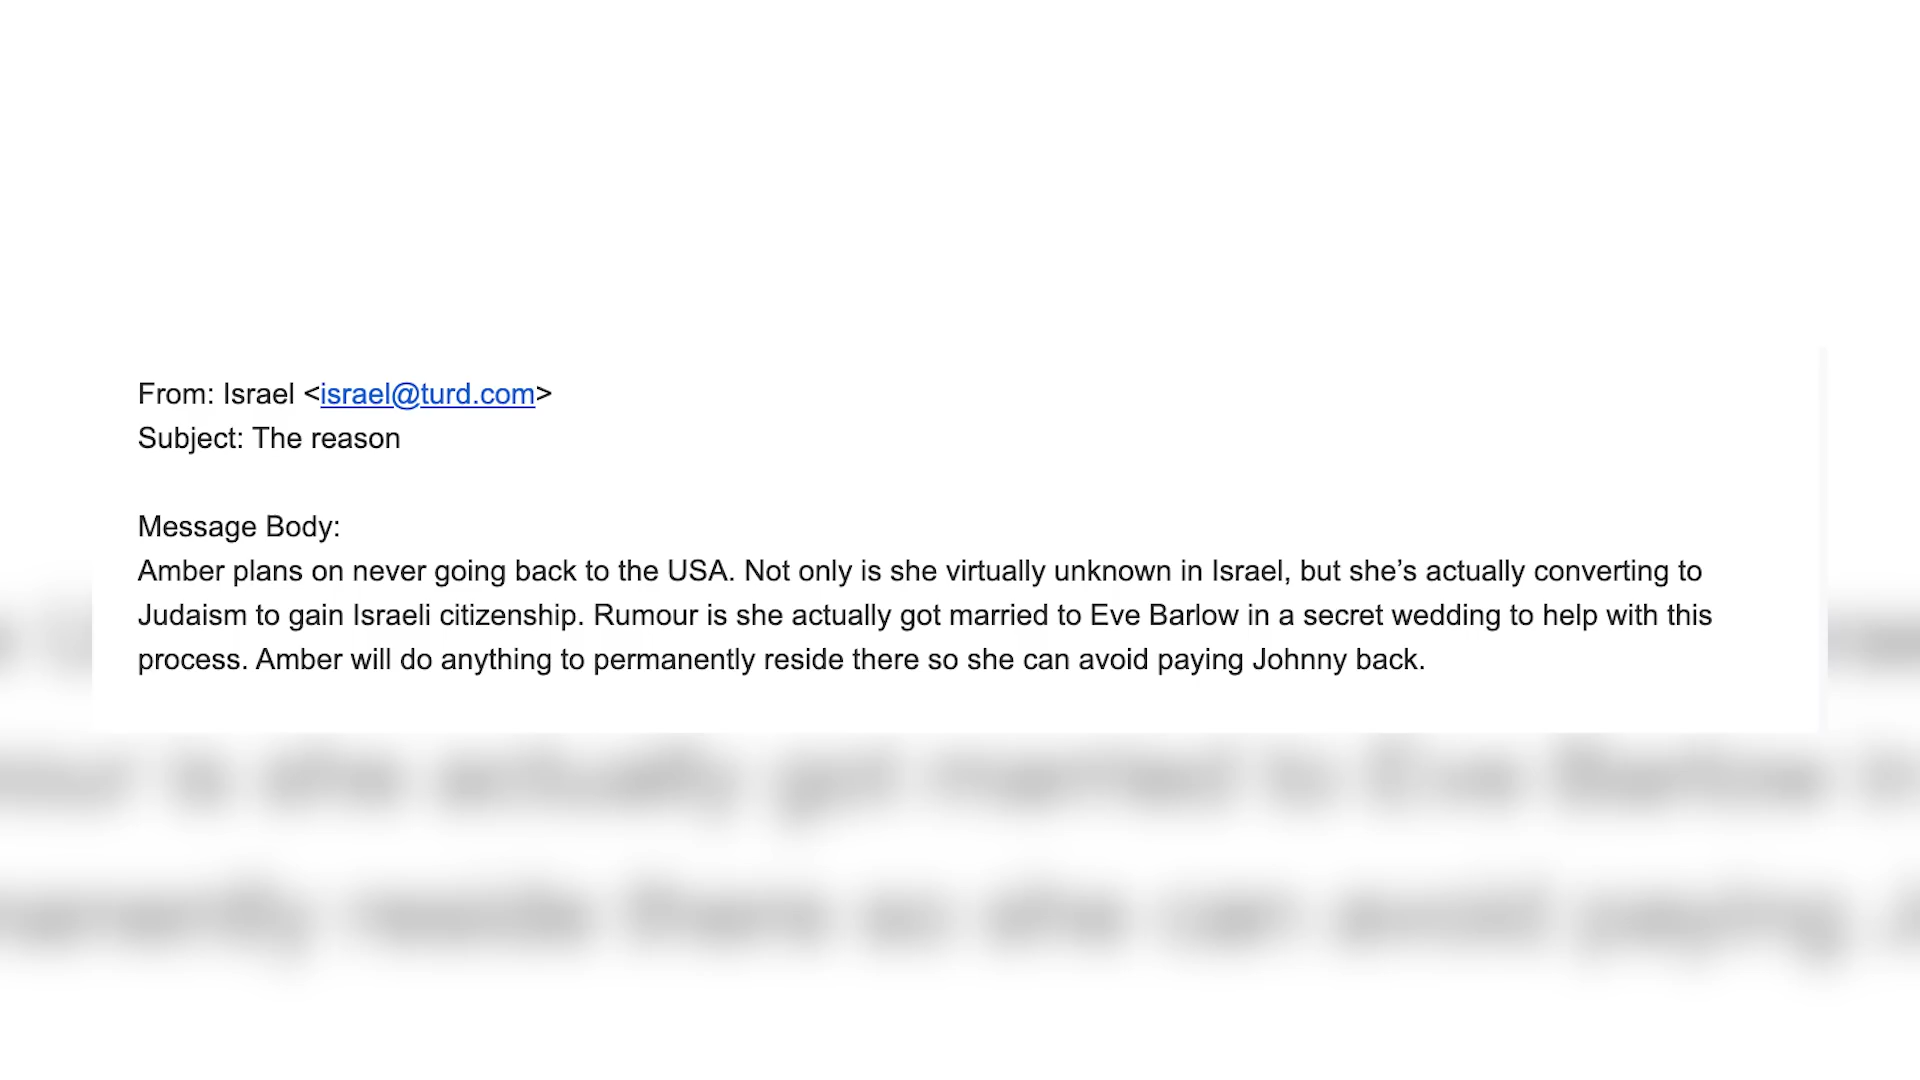 From: Israel <israel@turd.com>
Subject: The reason
Message Body:
Amber plans on never going back to the USA. Not only is she virtually unknown in Israel, but she’s actually converting to
Judaism to gain Israeli citizenship. Rumour is she actually got married to Eve Barlow in a secret wedding to help with this
process. Amber will do anything to permanently reside there so she can avoid paying Johnny back.